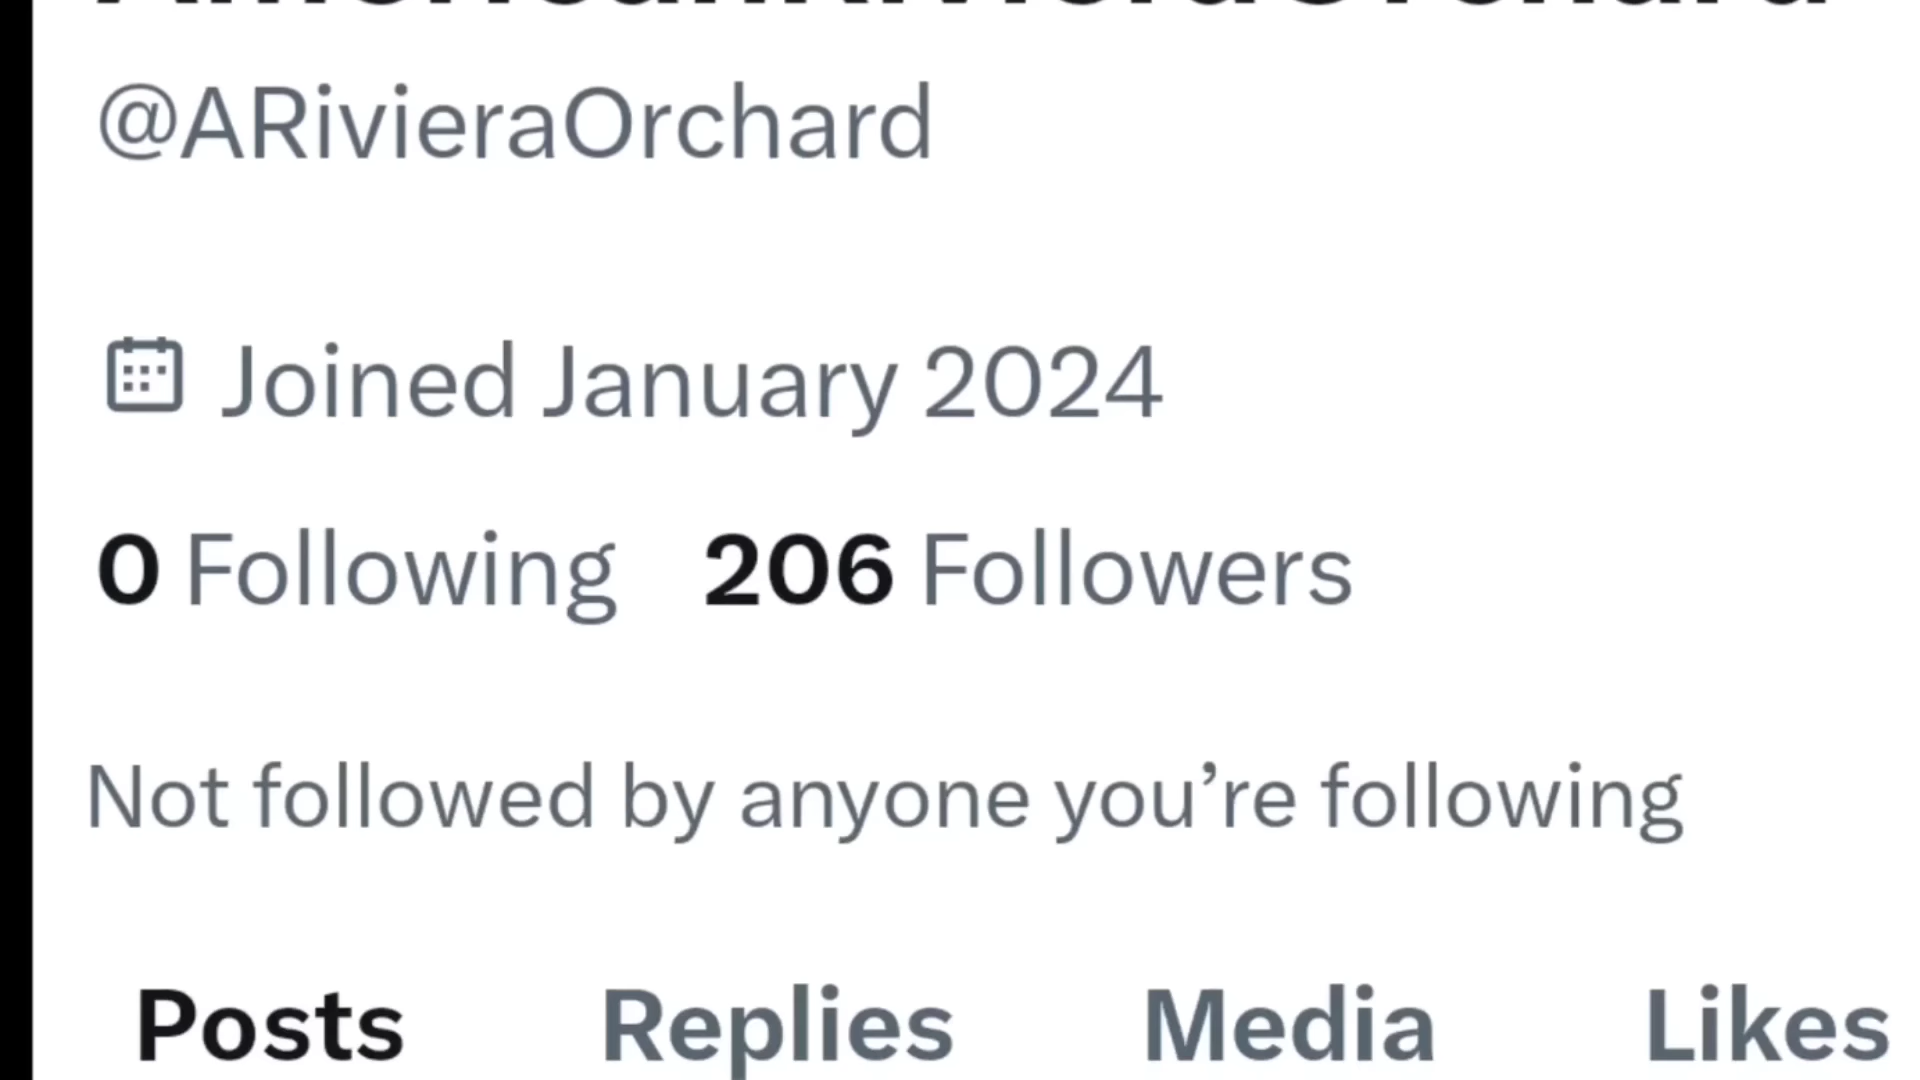 @ARivieraOrchard
Joined January 2024
0 Following 206 Followers
Not followed by anyone you’re following
Posts Replies Media Likes